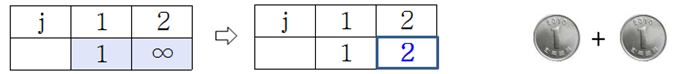 j 1 2 j 1 2
1 ∞ ⇨ 1 2 +